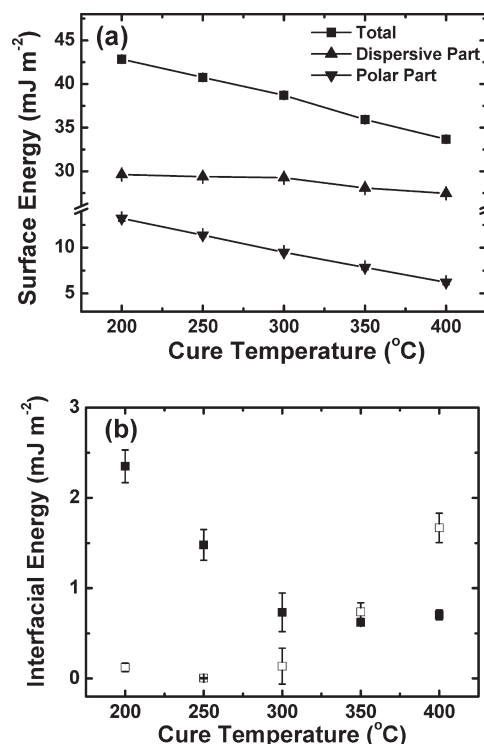 (a)
Total
Dispersive Part
Polar Part
45
40
35
30
10
5
Surface Energy (mJ m⁻²)
200 250 300 350 400
Cure Temperature (°C)
(b)
3
2
1
0
Interfacial Energy (mJ m⁻²)
200 250 300 350 400
Cure Temperature (°C)